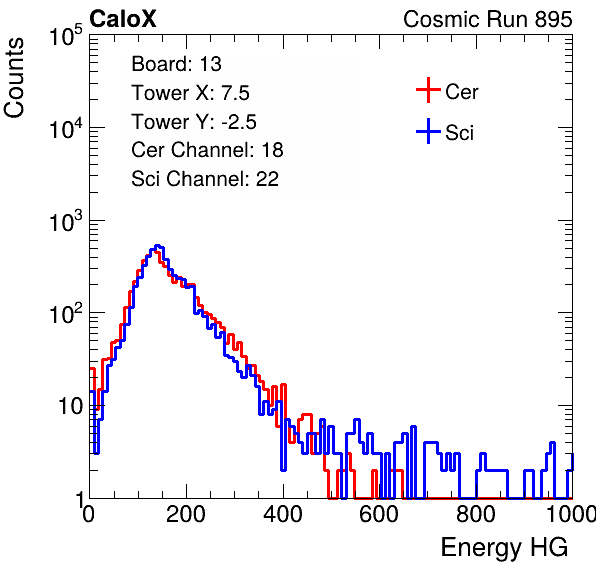 CaloX Cosmic Run 895
Counts
10^5
10^4
10^3
10^2
10
1
Board: 13
Tower X: 7.5
Tower Y: -2.5
Cer Channel: 18
Sci Channel: 22
Cer
Sci
0 200 400 600 800 1000
Energy HG